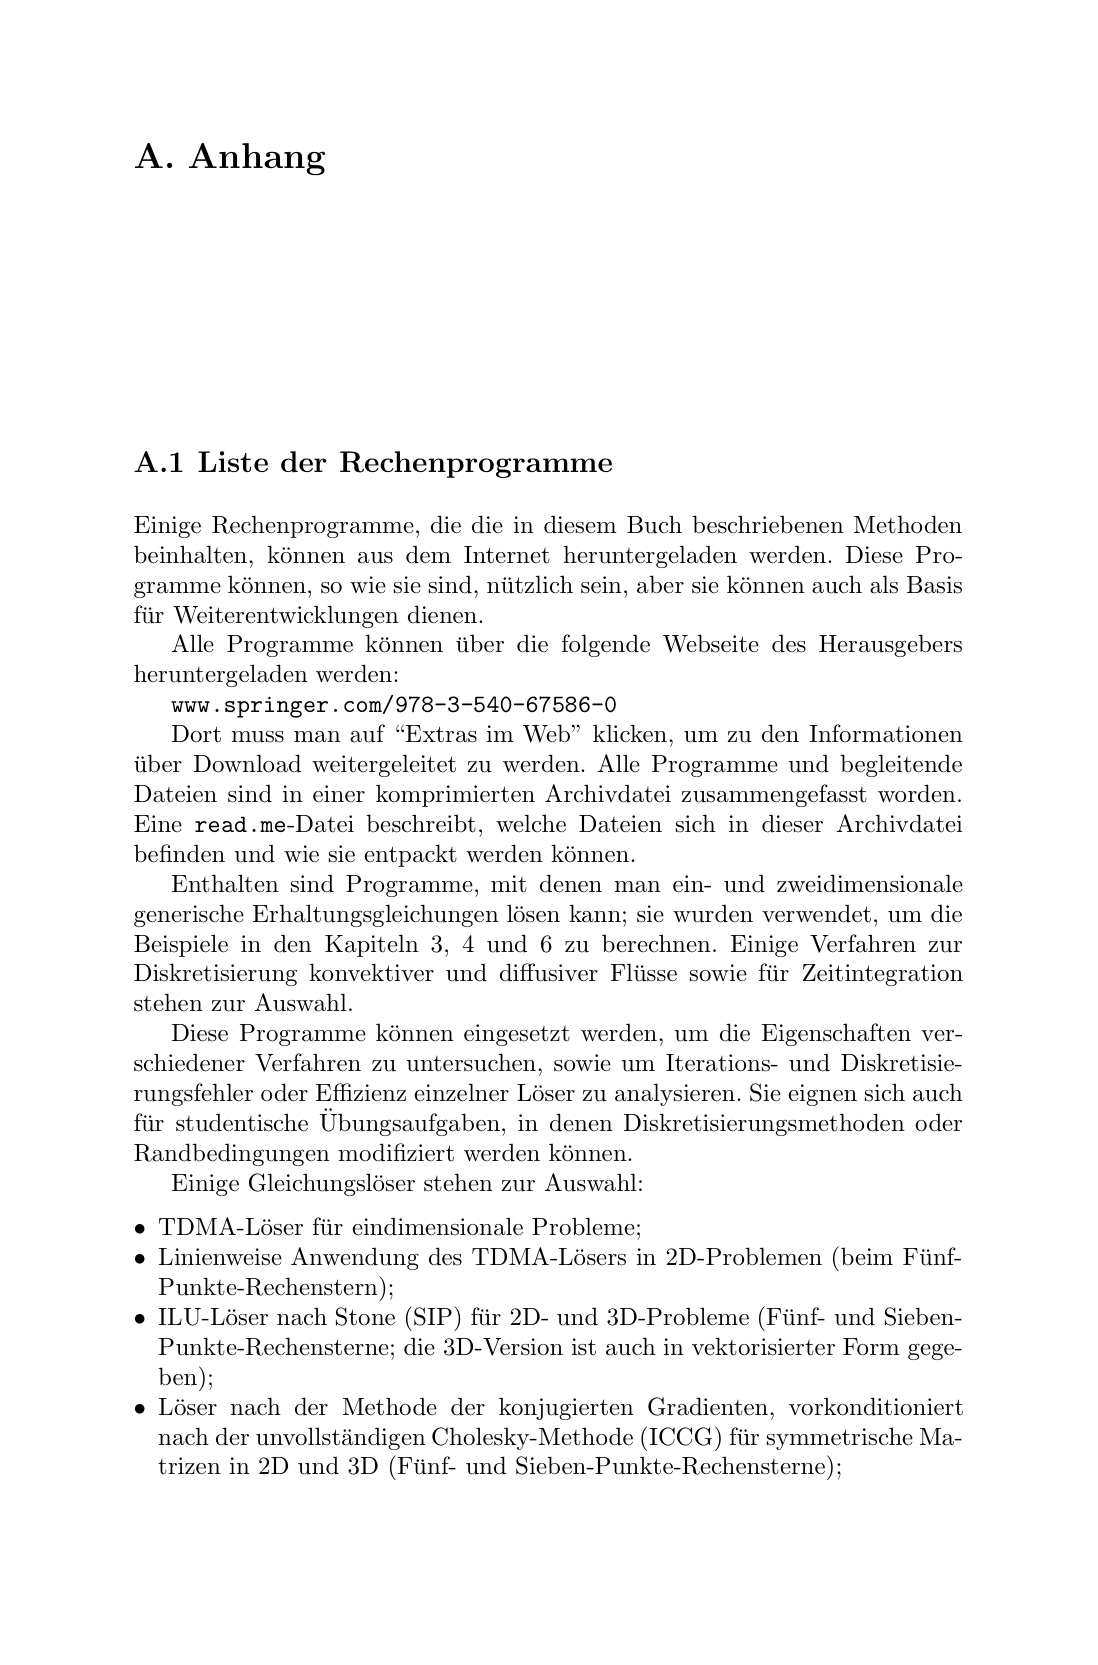 A. Anhang
A.1 Liste der Rechenprogramme
Einige Rechenprogramme, die die in diesem Buch beschriebenen Methoden
beinhalten, können aus dem Internet heruntergeladen werden. Diese Pro-
gramme können, so wie sie sind, nützlich sein, aber sie können auch als Basis
für Weiterentwicklungen dienen.
Alle Programme können über die folgende Webseite des Herausgebers
heruntergeladen werden:
www.springer.com/978-3-540-67586-0
Dort muss man auf “Extras im Web” klicken, um zu den Informationen
über Download weitergeleitet zu werden. Alle Programme und begleitende
Dateien sind in einer komprimierten Archivdatei zusammengefasst worden.
Eine read.me-Datei beschreibt, welche Dateien sich in dieser Archivdatei
befinden und wie sie entpackt werden können.
Enthalten sind Programme, mit denen man ein- und zweidimensionale
generische Erhaltungsgleichungen lösen kann; sie wurden verwendet, um die
Beispiele in den Kapiteln 3, 4 und 6 zu berechnen. Einige Verfahren zur
Diskretisierung konvektiver und diffusiver Flüsse sowie für Zeitintegration
stehen zur Auswahl.
Diese Programme können eingesetzt werden, um die Eigenschaften ver-
schiedener Verfahren zu untersuchen, sowie um Iterations- und Diskretisie-
rungsfehler oder Effizienz einzelner Löser zu analysieren. Sie eignen sich auch
für studentische Übungsaufgaben, in denen Diskretisierungsmethoden oder
Randbedingungen modifiziert werden können.
Einige Gleichungslöser stehen zur Auswahl:
• TDMA-Löser für eindimensionale Probleme;
• Linienweise Anwendung des TDMA-Lösers in 2D-Problemen (beim Fünf-
Punkte-Rechenstern);
• ILU-Löser nach Stone (SIP) für 2D- und 3D-Probleme (Fünf- und Sieben-
Punkte-Rechensterne; die 3D-Version ist auch in vektorisierter Form gege-
ben);
• Löser nach der Methode der konjugierten Gradienten, vorkonditioniert
nach der unvollständigen Cholesky-Methode (ICCG) für symmetrische Ma-
trizen in 2D und 3D (Fünf- und Sieben-Punkte-Rechensterne);